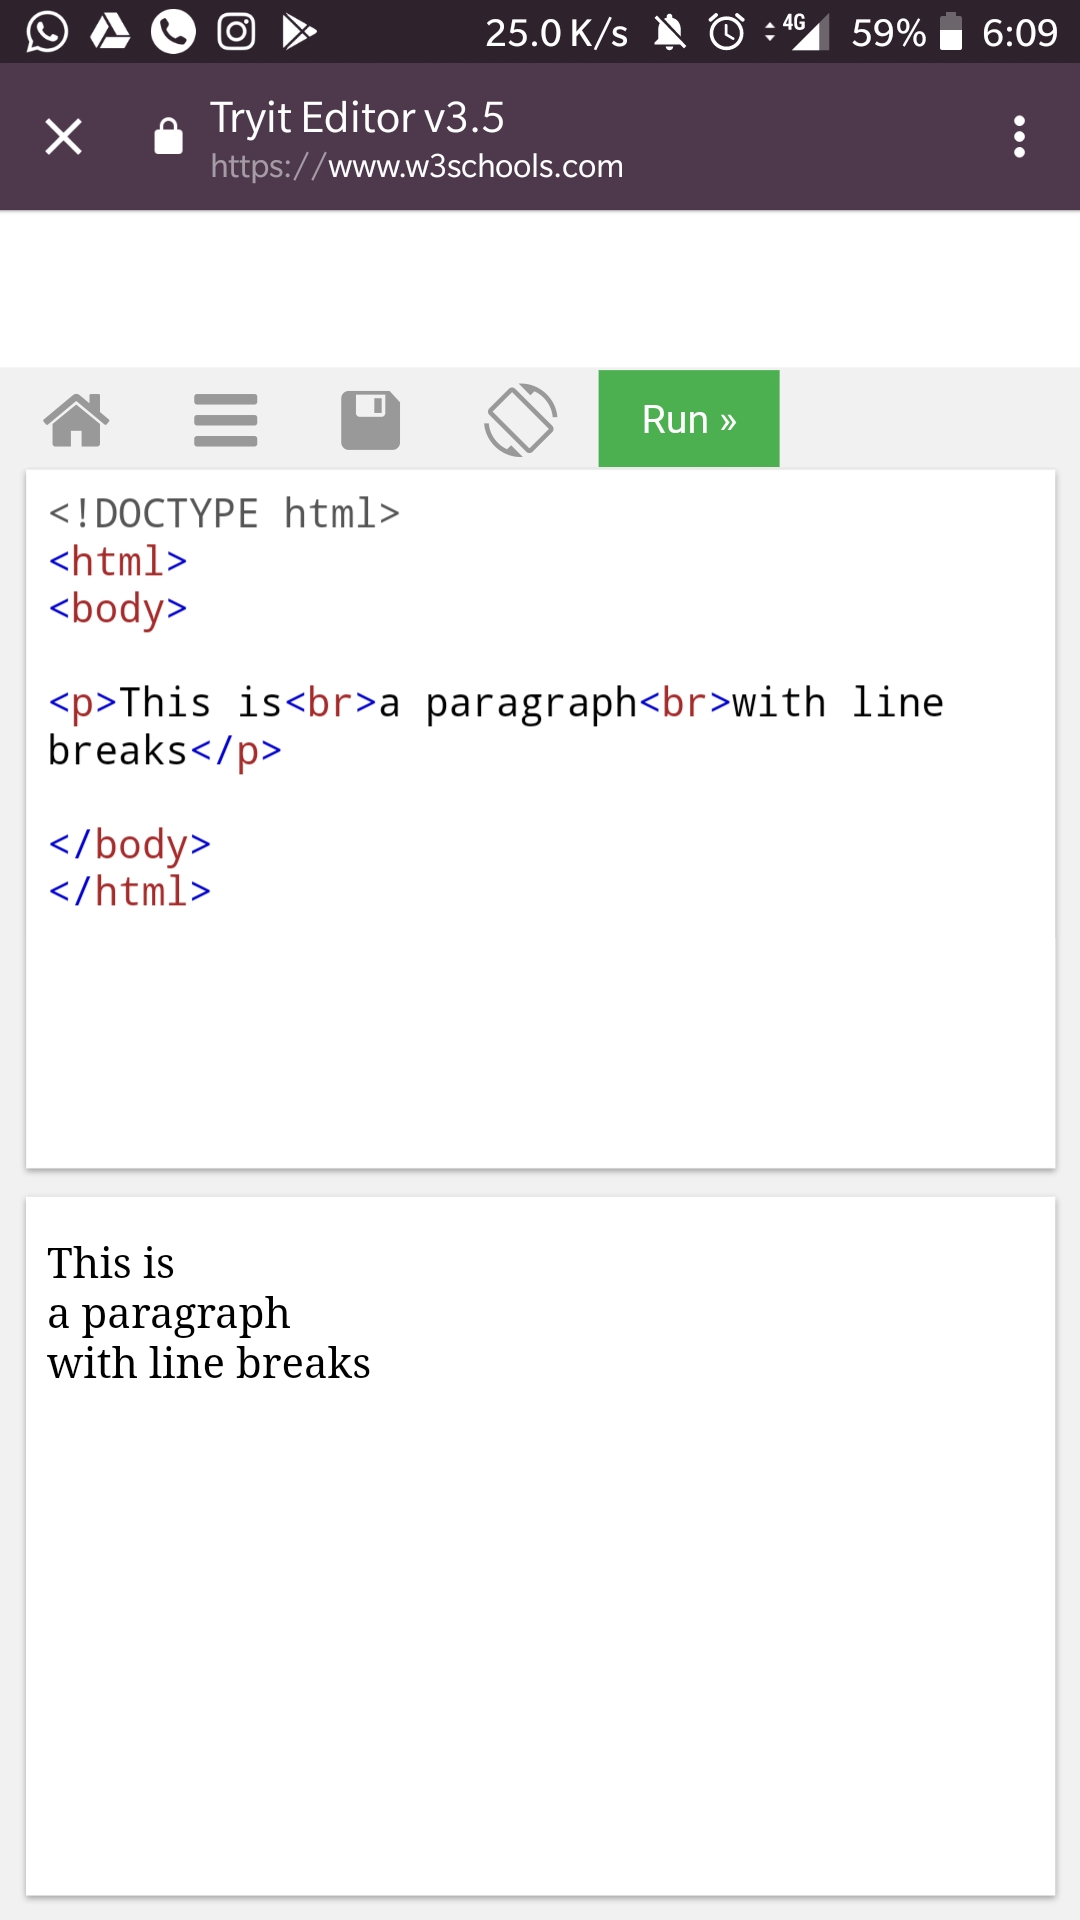 25.0 K/s 4G 59% 6:09
Tryit Editor v3.5
https://www.w3schools.com
Run »
<!DOCTYPE html>
<html>
<body>
<p>This is<br>a paragraph<br>with line
breaks</p>
</body>
</html>
This is
a paragraph
with line breaks